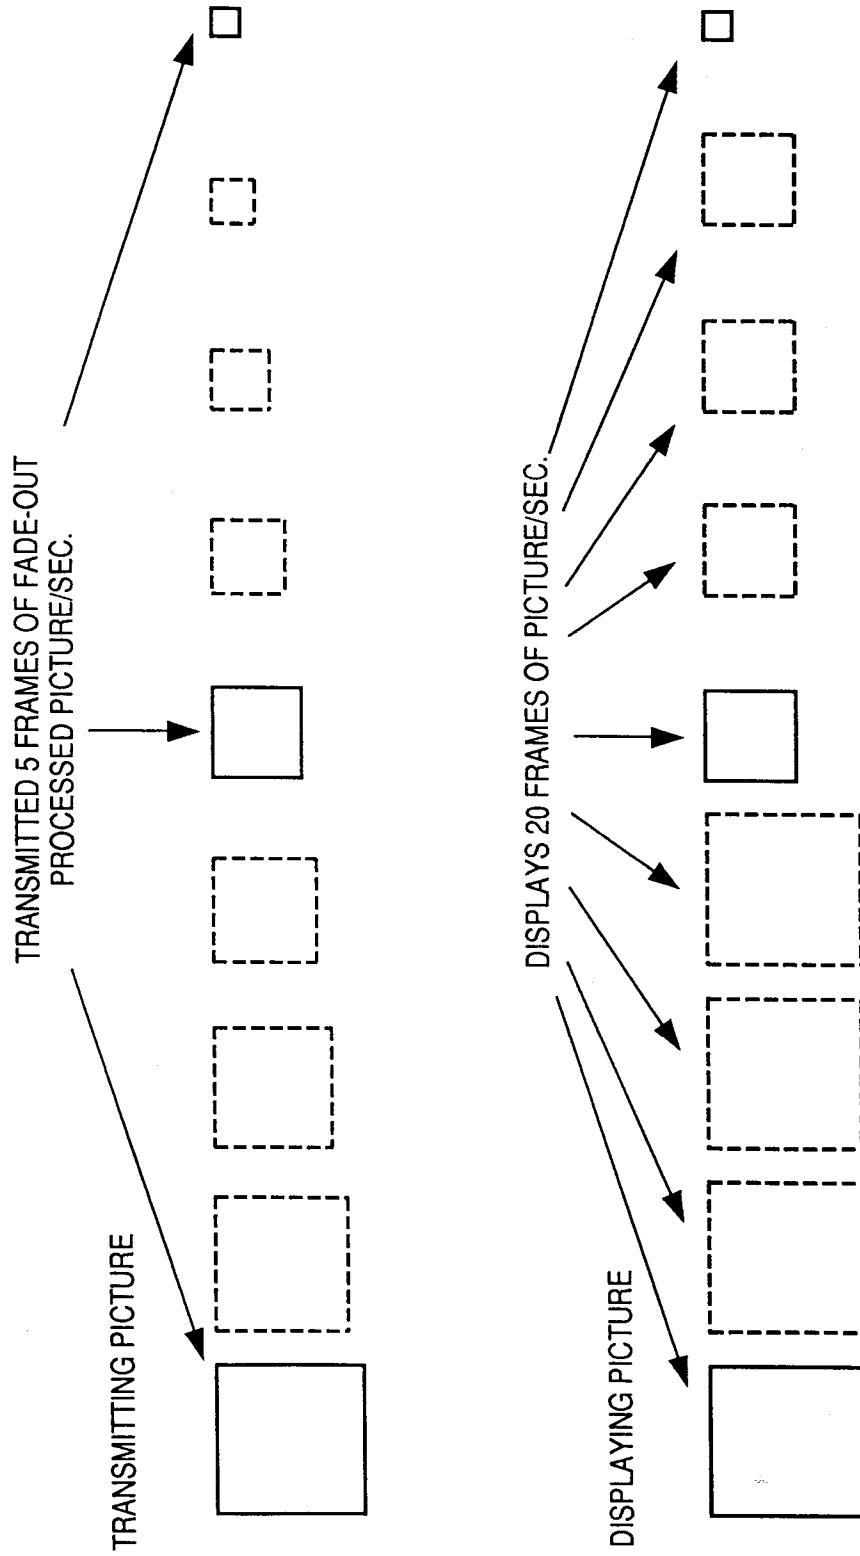 TRANSMITTING PICTURE
TRANSMITTED 5 FRAMES OF FADE-OUT
PROCESSED PICTURE/SEC.
DISPLAYING PICTURE
DISPLAYS 20 FRAMES OF PICTURE/SEC.